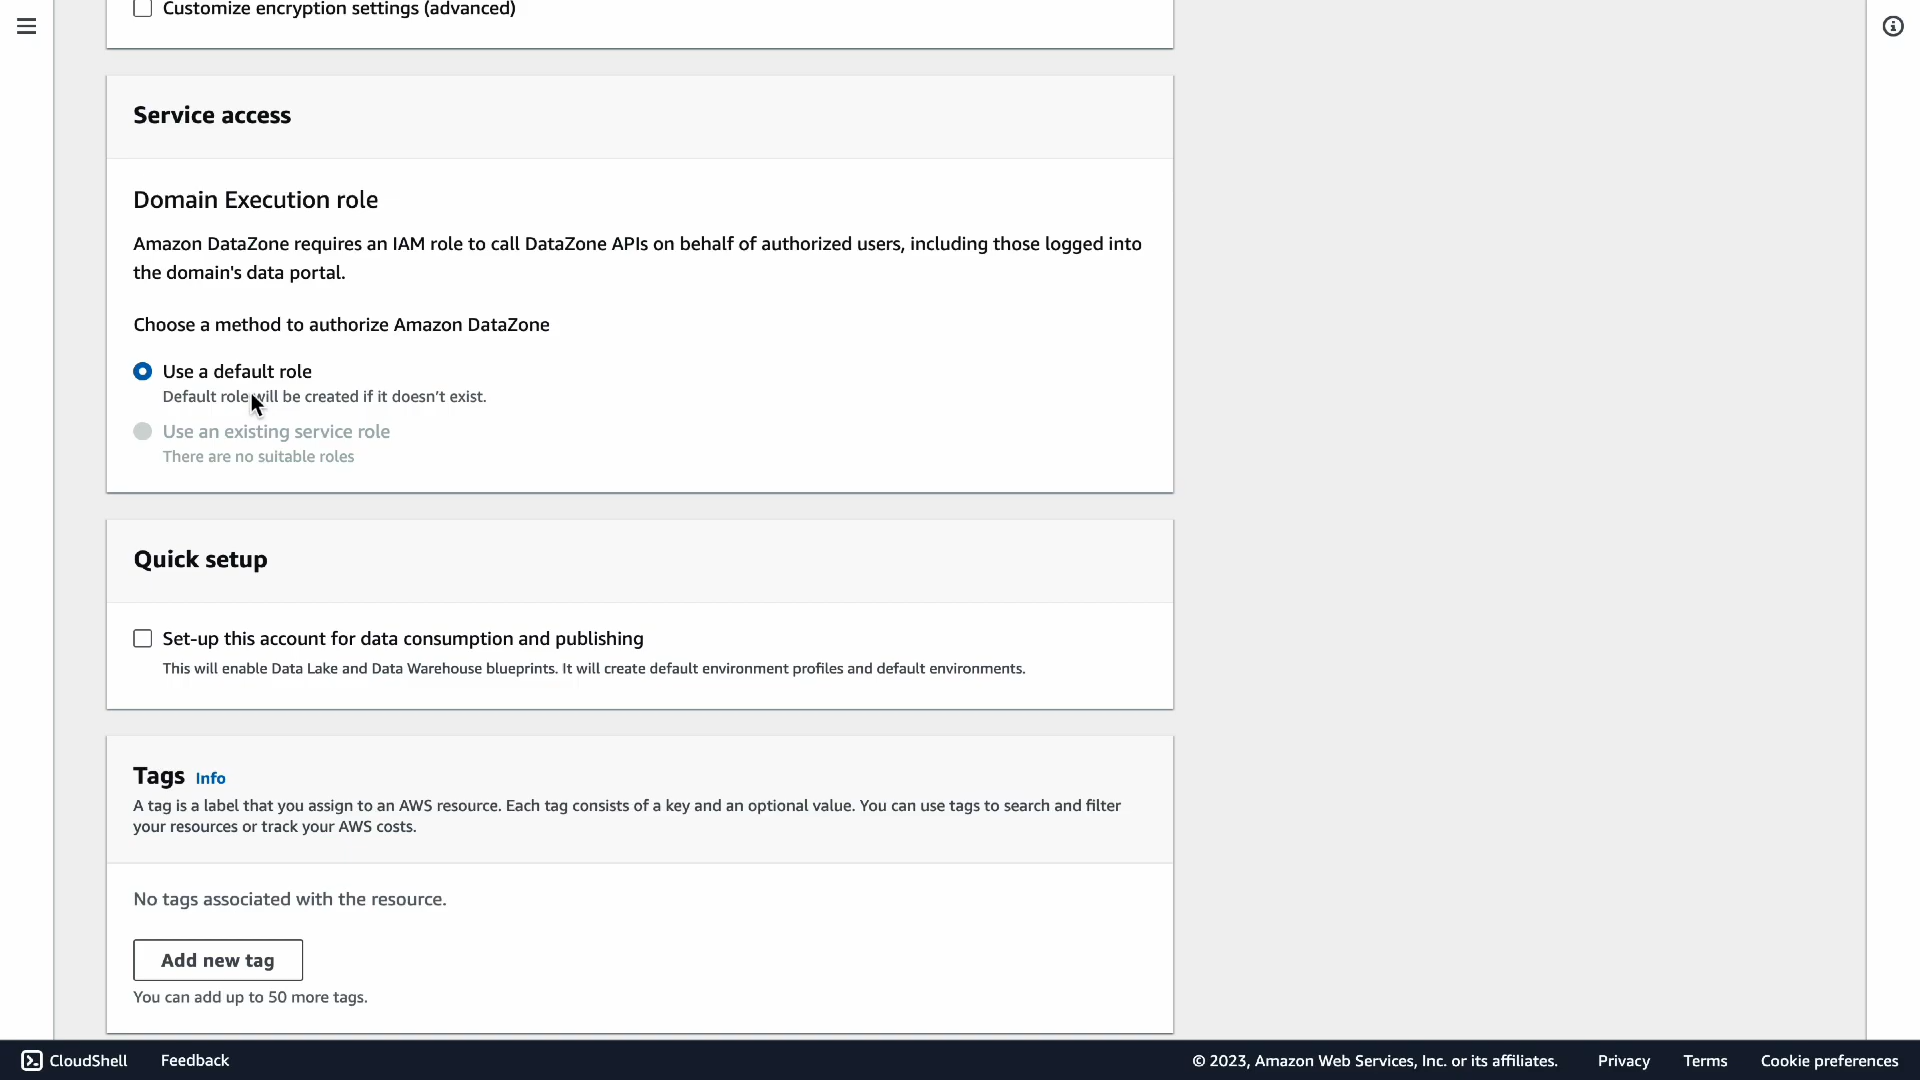 Customize encryption settings (advanced)
Service access
Domain Execution role
Amazon DataZone requires an IAM role to call DataZone APIs on behalf of authorized users, including those logged into
the domain's data portal.
Choose a method to authorize Amazon DataZone
Use a default role
Default role will be created if it doesn't exist.
Use an existing service role
There are no suitable roles
Quick setup
Set-up this account for data consumption and publishing
This will enable Data Lake and Data Warehouse blueprints. It will create default environment profiles and default environments.
Tags Info
A tag is a label that you assign to an AWS resource. Each tag consists of a key and an optional value. You can use tags to search and filter
your resources or track your AWS costs.
No tags associated with the resource.
Add new tag
You can add up to 50 more tags.
CloudShell Feedback © 2023, Amazon Web Services, Inc. or its affiliates. Privacy Terms Cookie preferences